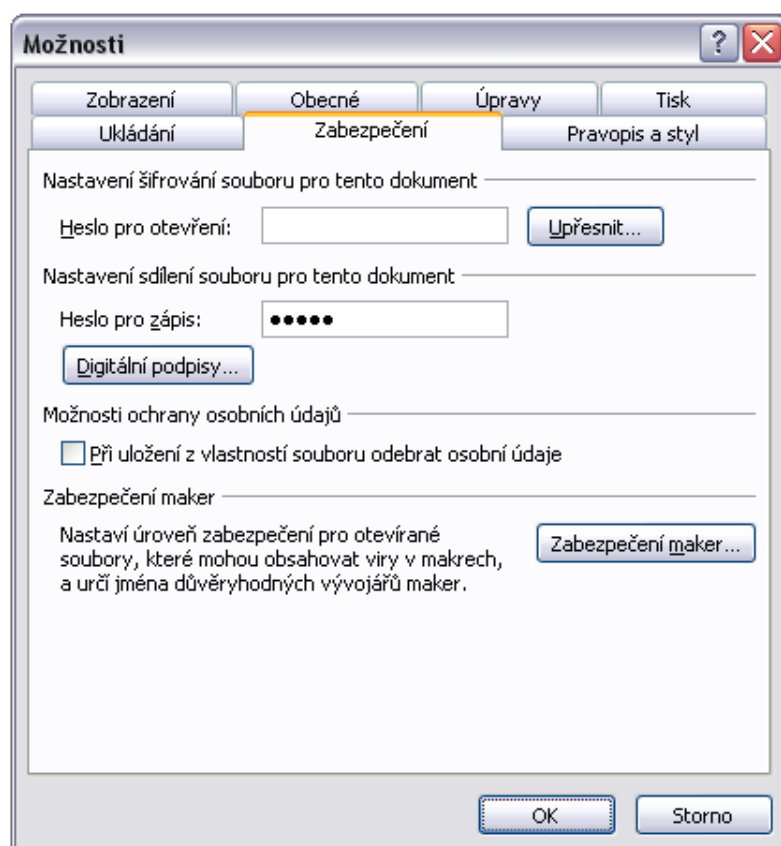 Možnosti
Zobrazení Obecné Úpravy Tisk
Ukládání Zabezpečení Pravopis a styl
Nastavení šifrování souboru pro tento dokument
Heslo pro otevření: Upřesnit...
Nastavení sdílení souboru pro tento dokument
Heslo pro zápis: •••••
Digitální podpisy...
Možnosti ochrany osobních údajů
Při uložení z vlastností souboru odebrat osobní údaje
Zabezpečení maker
Nastaví úroveň zabezpečení pro otevírané
soubory, které mohou obsahovat viry v makrech,
a určí jména důvěryhodných vývojářů maker.
Zabezpečení maker...
OK Storno